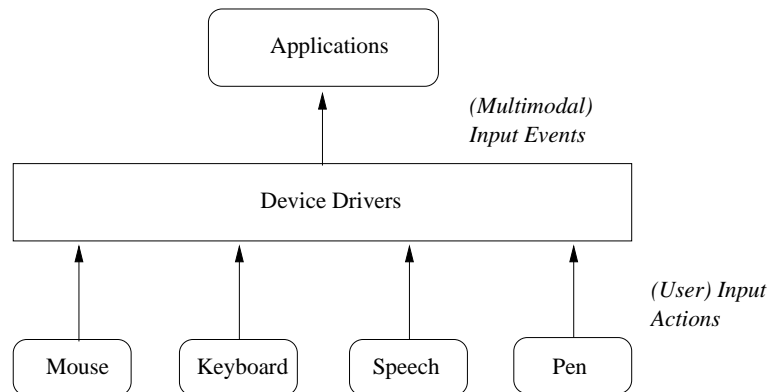 Applications
(Multimodal)
Input Events
Device Drivers
(User) Input
Actions
Mouse
Keyboard
Speech
Pen